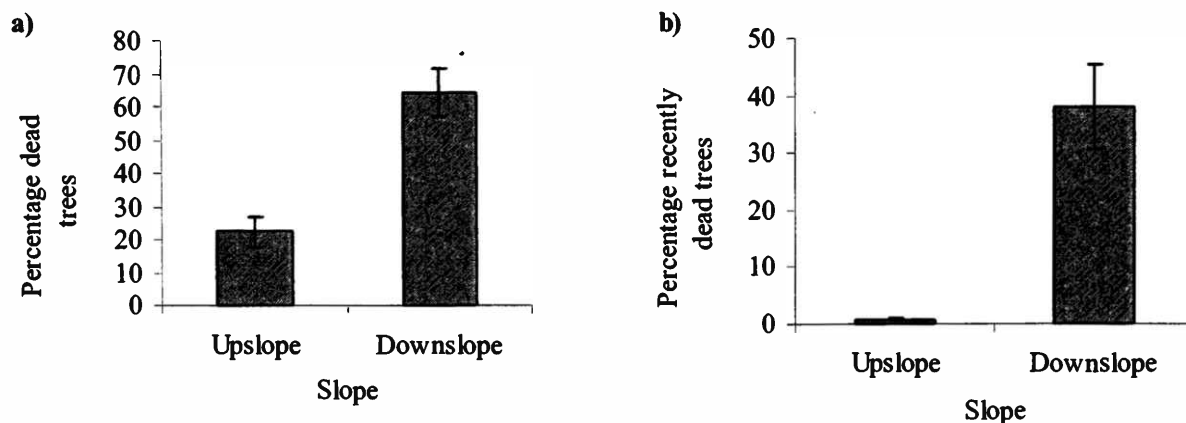 a)
80
70
60
50
40
30
20
10
0
Percentage dead
trees
Upslope
Downslope
Slope
b)
50
40
30
20
10
0
Percentage recently
dead trees
Upslope
Downslope
Slope